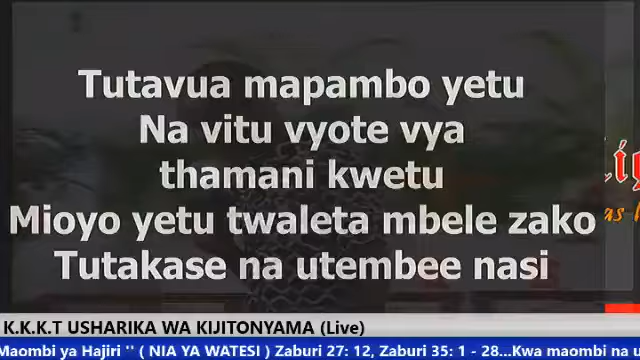 Tutavua mapambo yetu
Na vitu vyote vya
thamani kwetu
Mioyo yetu twaleta mbele zako
Tutakase na utembee nasi
K.K.K.T USHARIKA WA KIJITONYAMA (Live)
Maombi ya Hajiri '' ( NIA YA WATESI ) Zaburi 27: 12, Zaburi 35: 1 - 28...Kwa maombi na u